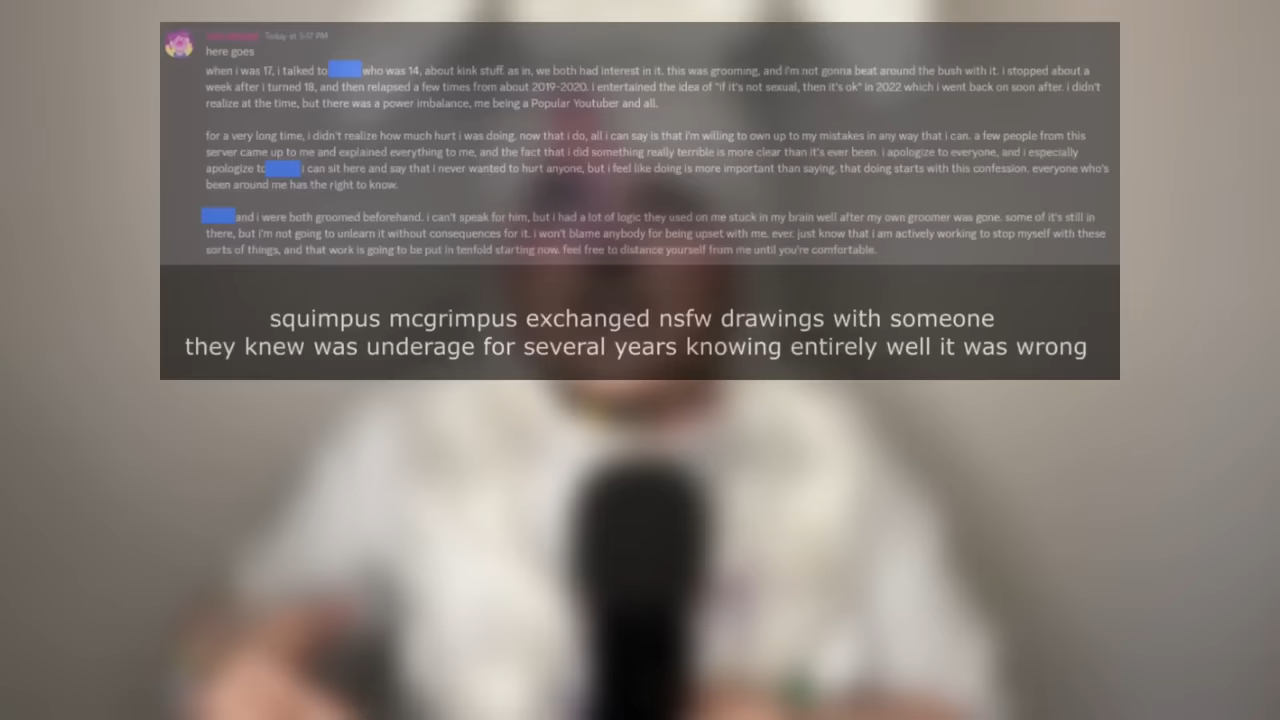 Today at 5:17 PM
here goes
when i was 17, i talked to who was 14, about kink stuff. as in, we both had interest in it. this was grooming, and i'm not gonna beat around the bush with it. i stopped about a
week after i turned 18, and then relapsed a few times from about 2019-2020. i entertained the idea of "if it's not sexual, then it's ok" in 2022 which i went back on soon after. i didn't
realize at the time, but there was a power imbalance, me being a Popular Youtuber and all.
for a very long time, i didn't realize how much hurt i was doing. now that i do, all i can say is that i'm willing to own up to my mistakes in any way that i can. a few people from this
server came up to me and explained everything to me, and the fact that i did something really terrible is more clear than it's ever been. i apologize to everyone, and i especially
apologize to i can sit here and say that i never wanted to hurt anyone, but i feel like doing is more important than saying. that doing starts with this confession. everyone who's
been around me has the right to know.
and i were both groomed beforehand. i can't speak for him, but i had a lot of logic they used on me stuck in my brain well after my own groomer was gone. some of it's still in
there, but i'm not going to unlearn it without consequences for it. i won't blame anybody for being upset with me. ever. just know that i am actively working to stop myself with these
sorts of things, and that work is going to be put in tenfold starting now. feel free to distance yourself from me until you're comfortable.
squimpus mcgrimpus exchanged nsfw drawings with someone
they knew was underage for several years knowing entirely well it was wrong